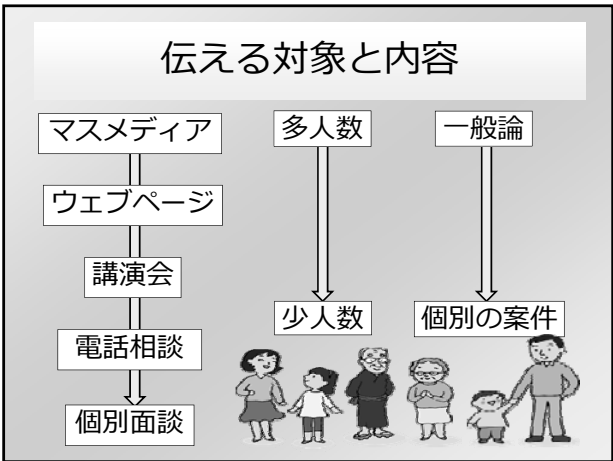 伝える対象と内容
マスメディア
ウェブページ
講演会
電話相談
個別面談
多人数
少人数
一般論
個別の案件